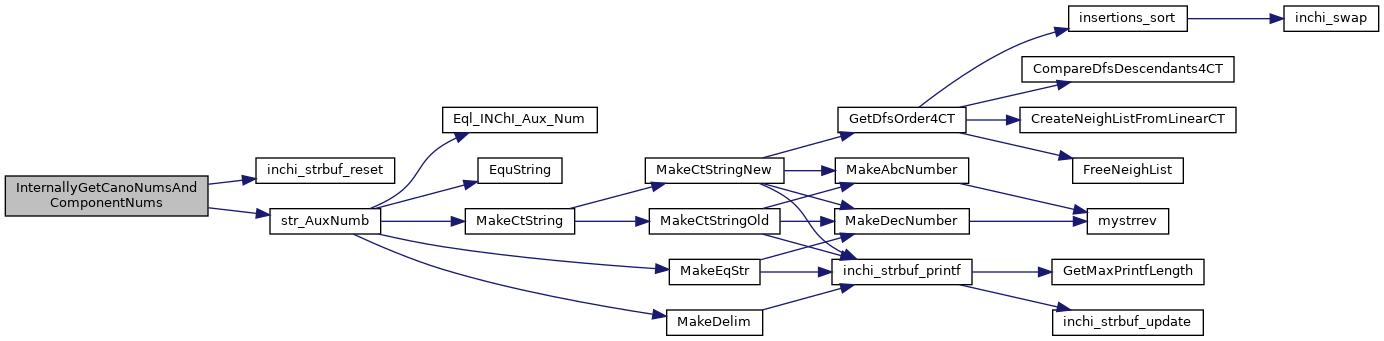 InternallyGetCanoNumsAnd
ComponentNums
inchi_strbuf_reset
str_AuxNumb
Eql_INChI_Aux_Num
EquString
MakeCtString
MakeEqStr
MakeDelim
MakeCtStringNew
MakeCtStringOld
GetDfsOrder4CT
MakeAbcNumber
MakeDecNumber
inchi_strbuf_printf
insertions_sort
CompareDfsDescendants4CT
CreateNeighListFromLinearCT
FreeNeighList
mystrrev
GetMaxPrintfLength
inchi_strbuf_update
inchi_swap